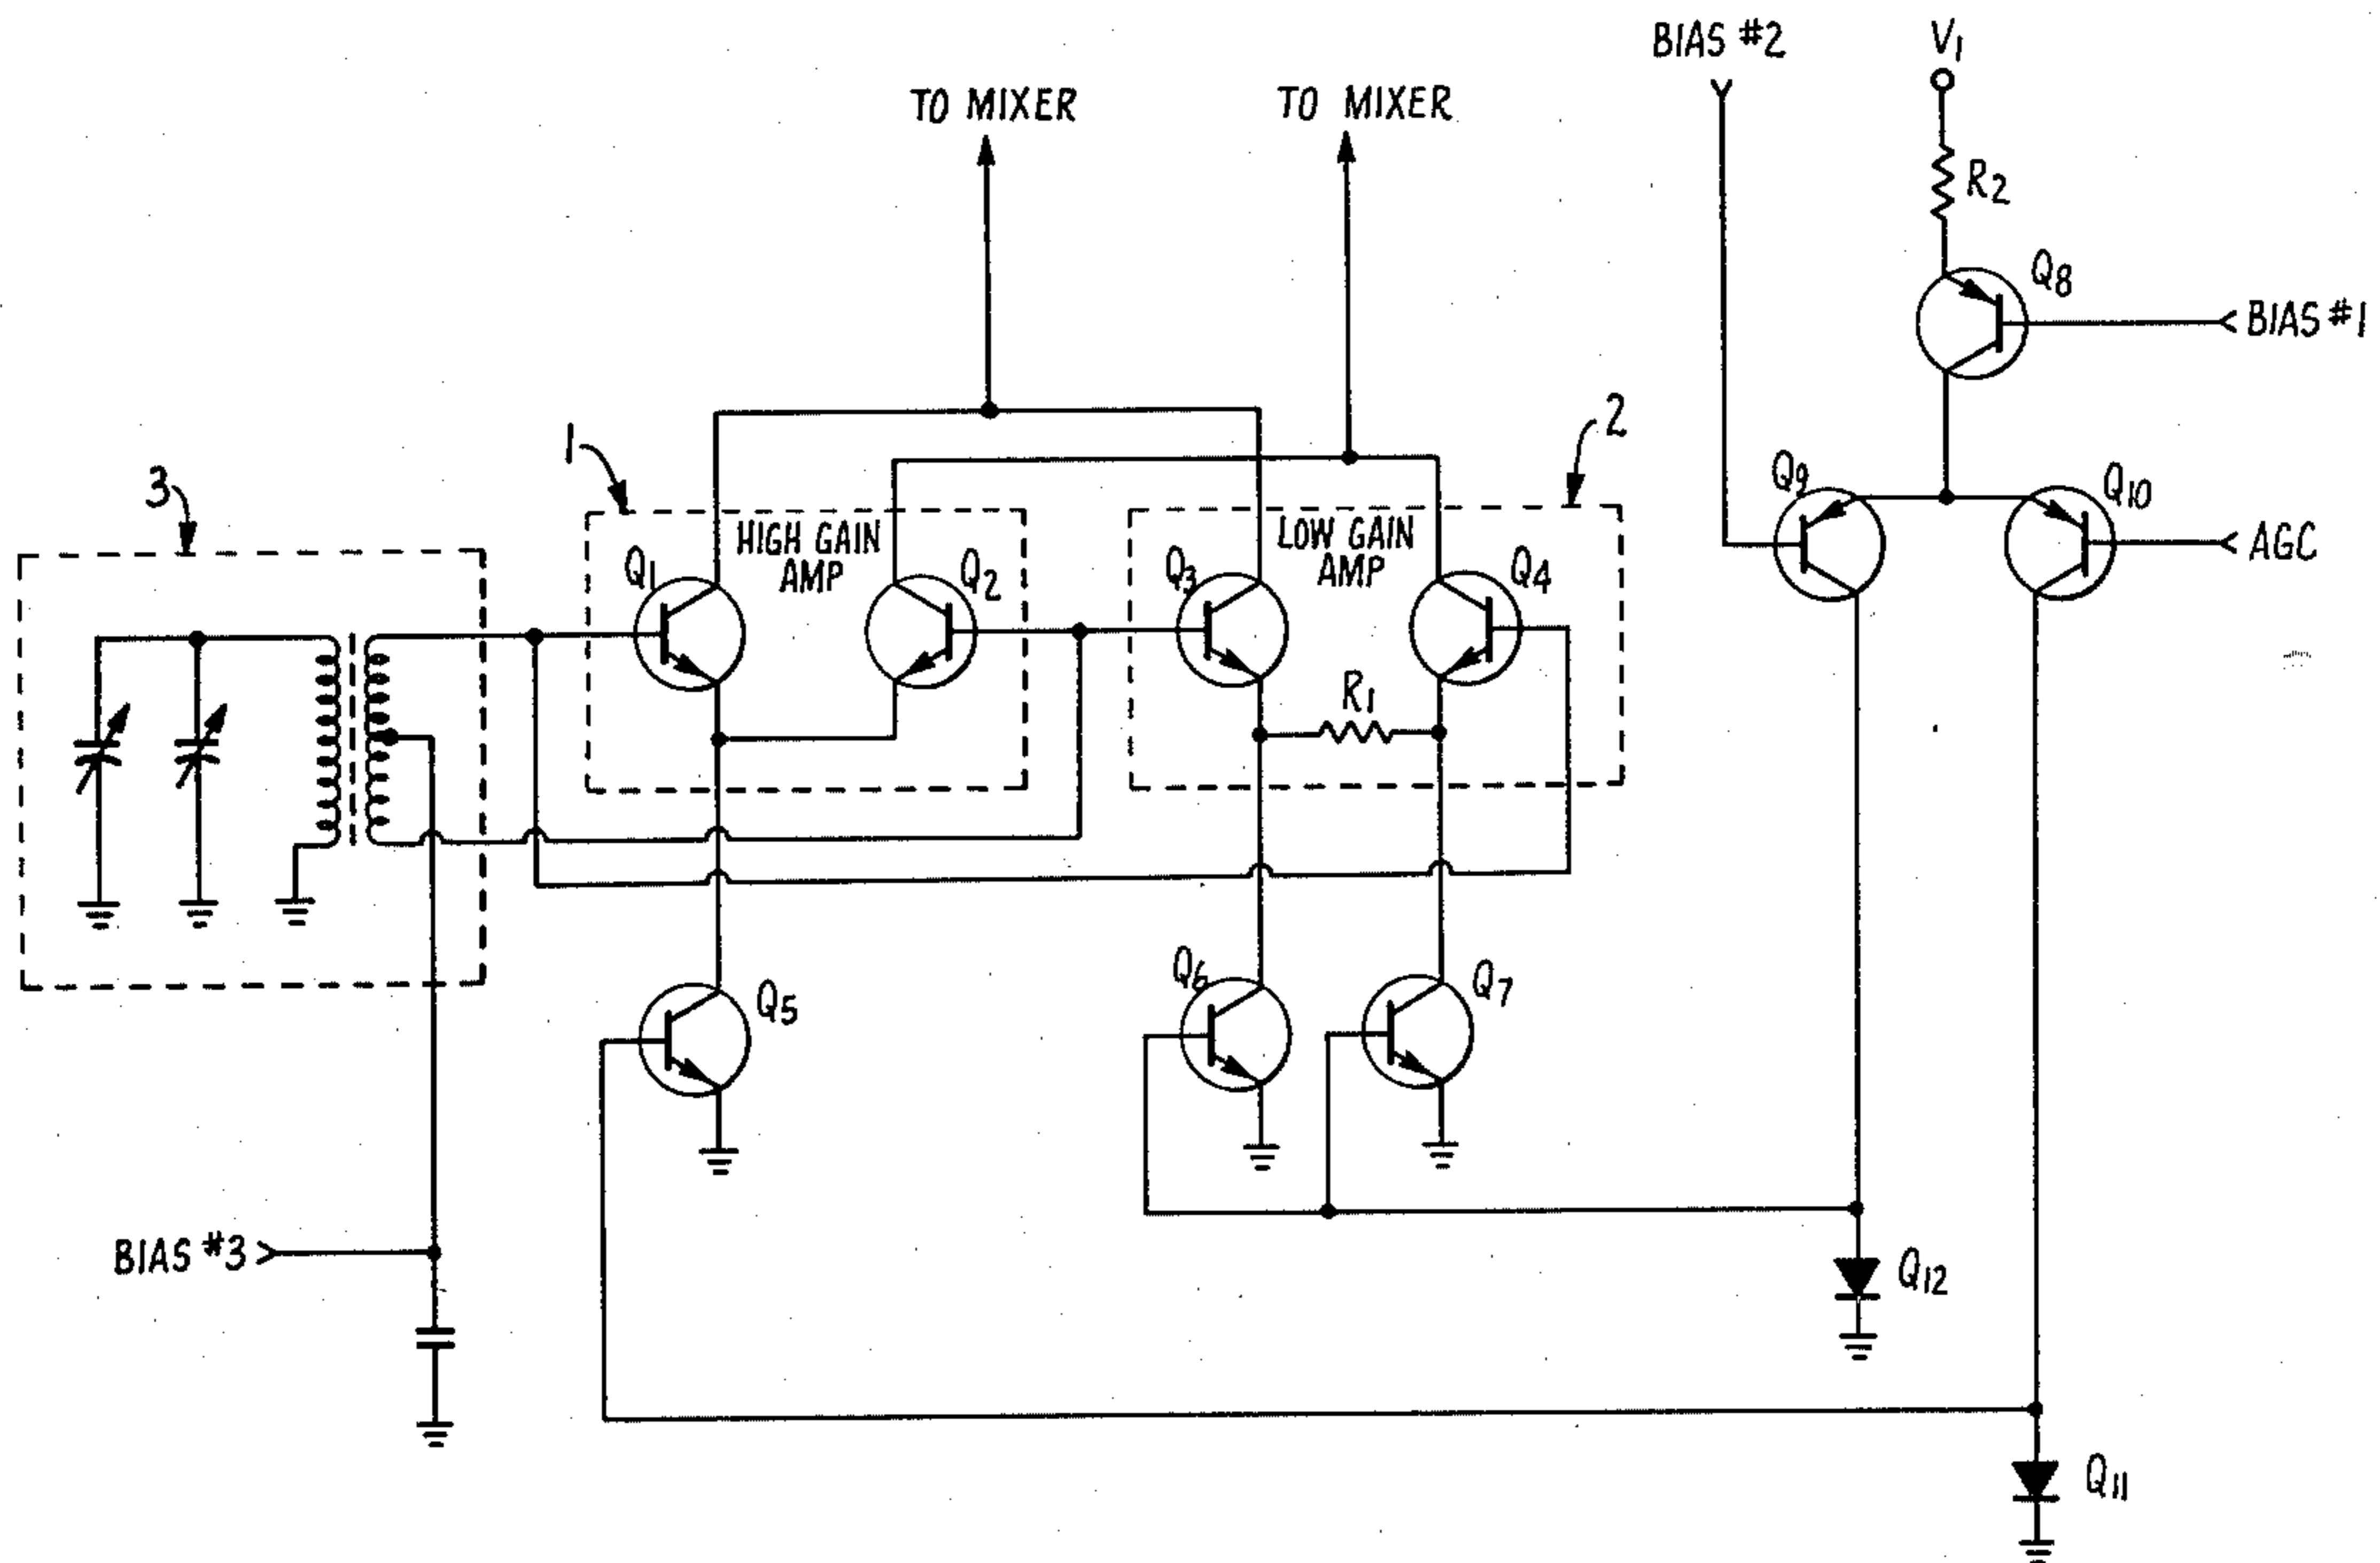 BIAS #2
V1
TO MIXER
TO MIXER
R2
Q8
BIAS #1
1
2
3
Q9
Q10
HIGH GAIN
AMP
LOW GAIN
AMP
Q1
Q2
Q3
Q4
AGC
R1
Q5
Q6
Q7
BIAS #3
Q12
Q11